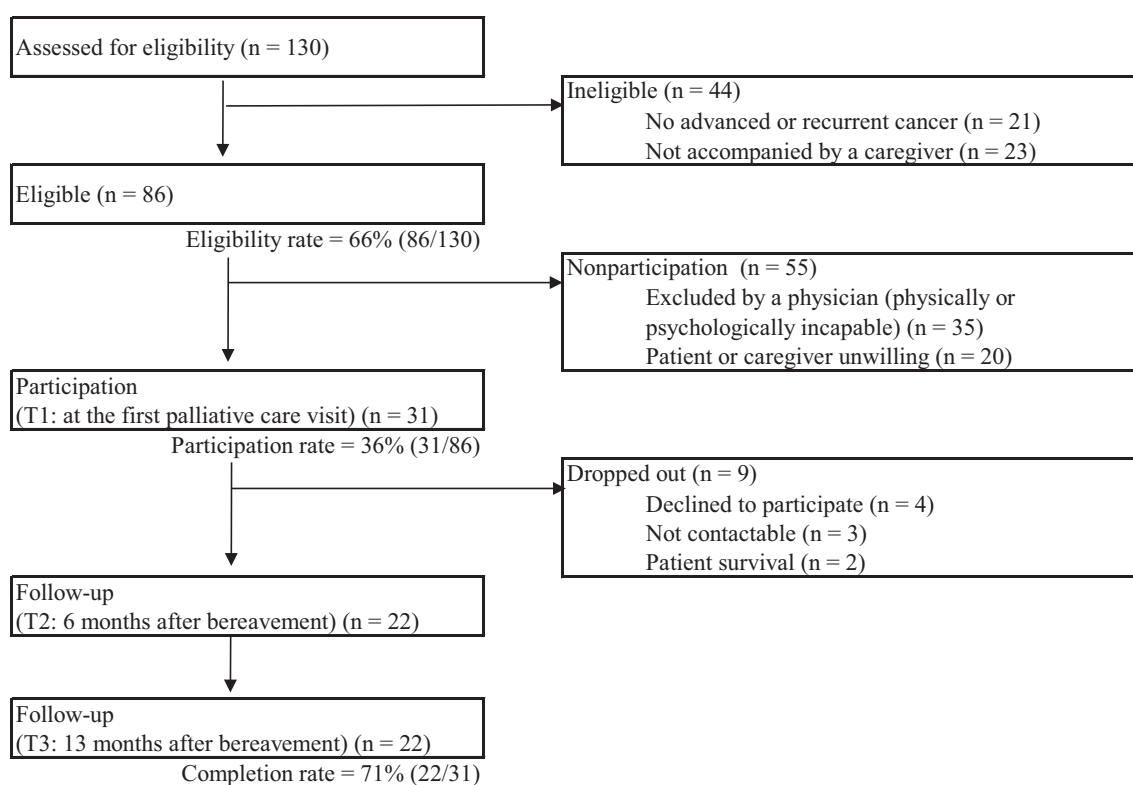 Assessed for eligibility (n = 130)
Ineligible (n = 44)
No advanced or recurrent cancer (n = 21)
Not accompanied by a caregiver (n = 23)
Eligible (n = 86)
Eligibility rate = 66% (86/130)
Nonparticipation (n = 55)
Excluded by a physician (physically or
psychologically incapable) (n = 35)
Patient or caregiver unwilling (n = 20)
Participation
(T1: at the first palliative care visit) (n = 31)
Participation rate = 36% (31/86)
Dropped out (n = 9)
Declined to participate (n = 4)
Not contactable (n = 3)
Patient survival (n = 2)
Follow-up
(T2: 6 months after bereavement) (n = 22)
Follow-up
(T3: 13 months after bereavement) (n = 22)
Completion rate = 71% (22/31)